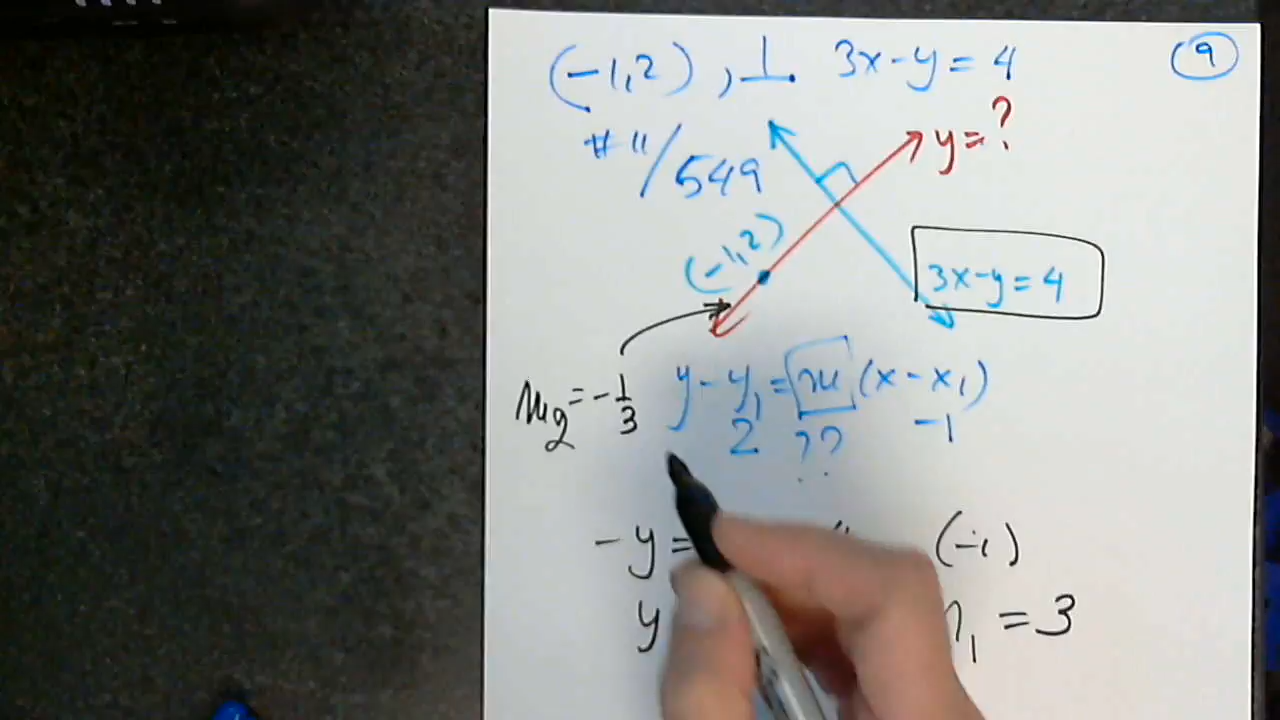 (-1,2) , ⊥. 3x-y=4
9
#11/549
y=?
(-1,2)
3x-y=4
m2=-1/3
y-y1=m(x-x1)
2 ?? -1
-y= (-1)
y =3